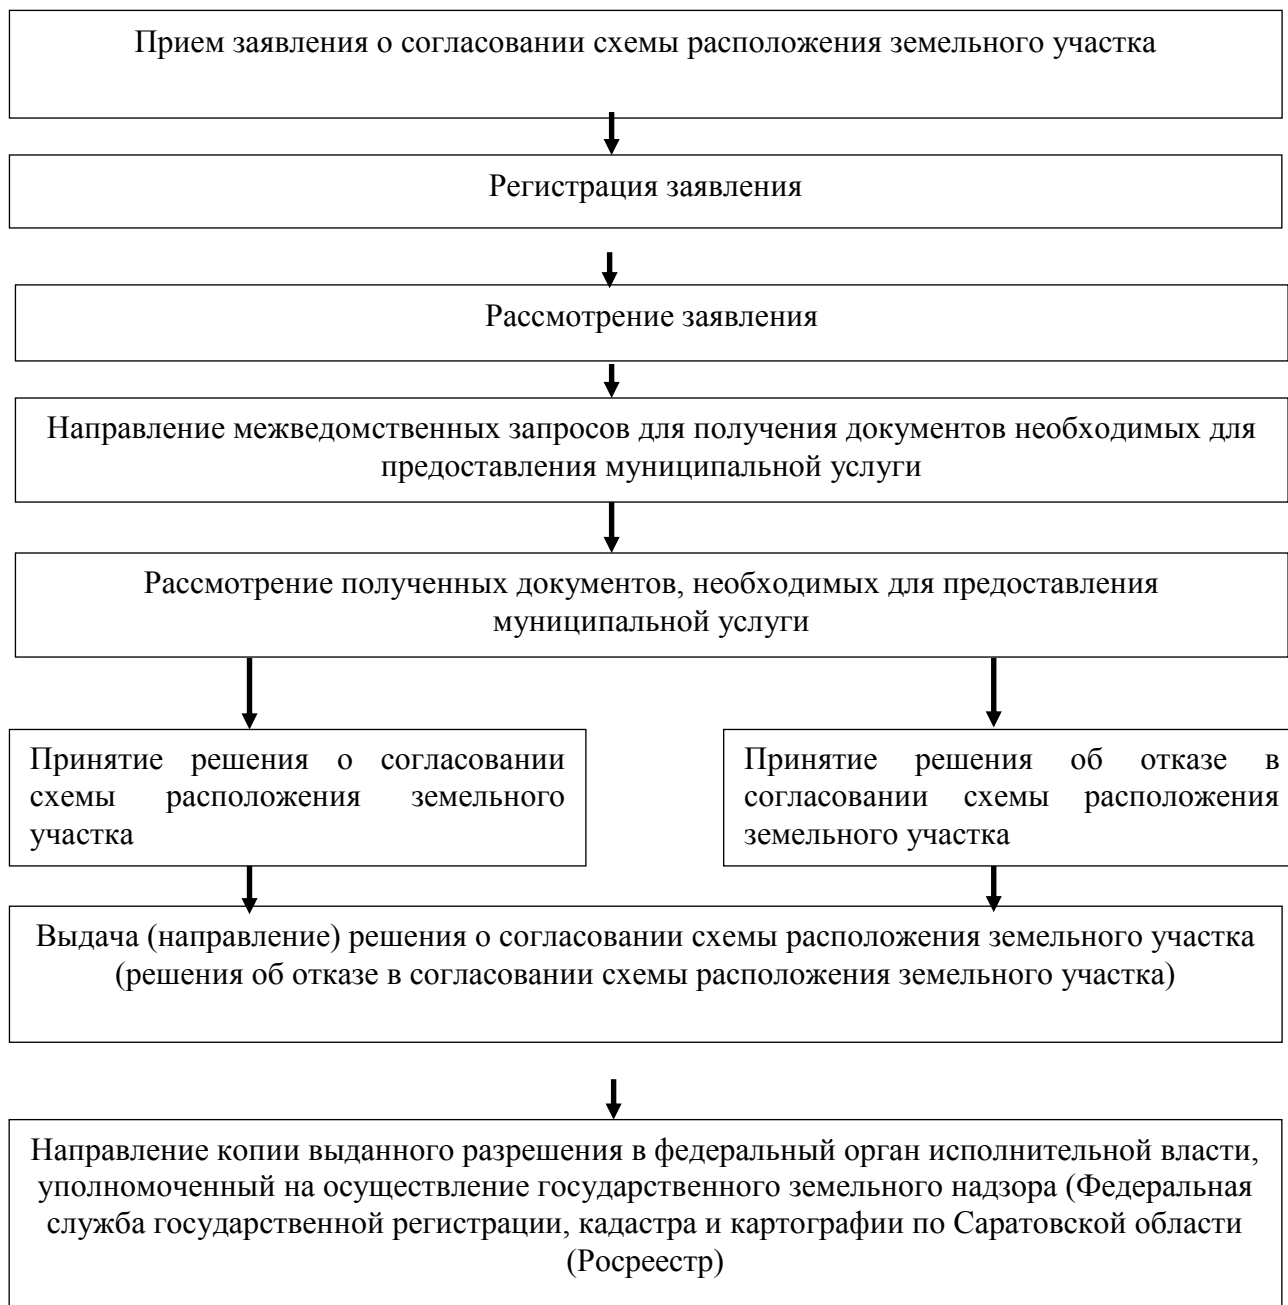 Прием заявления о согласовании схемы расположения земельного участка
Регистрация заявления
Рассмотрение заявления
Направление межведомственных запросов для получения документов необходимых для
предоставления муниципальной услуги
Рассмотрение полученных документов, необходимых для предоставления
муниципальной услуги
Принятие решения о согласовании
схемы расположения земельного
участка
Принятие решения об отказе в
согласовании схемы расположения
земельного участка
Выдача (направление) решения о согласовании схемы расположения земельного участка
(решения об отказе в согласовании схемы расположения земельного участка)
Направление копии выданного разрешения в федеральный орган исполнительной власти,
уполномоченный на осуществление государственного земельного надзора (Федеральная
служба государственной регистрации, кадастра и картографии по Саратовской области
(Росреестр)